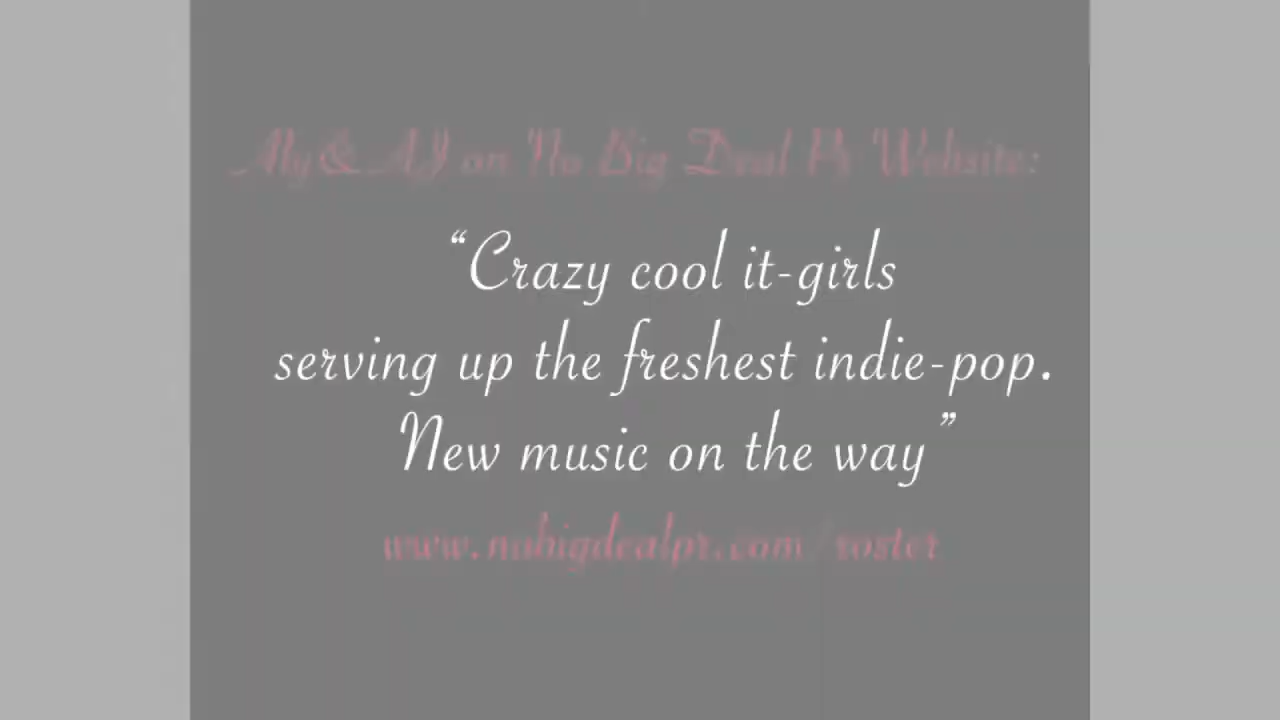 Aly & AJ on No Big Deal Pr Website:
“Crazy cool it-girls
serving up the freshest indie-pop.
New music on the way”
www.nobigdealpr.com/roster